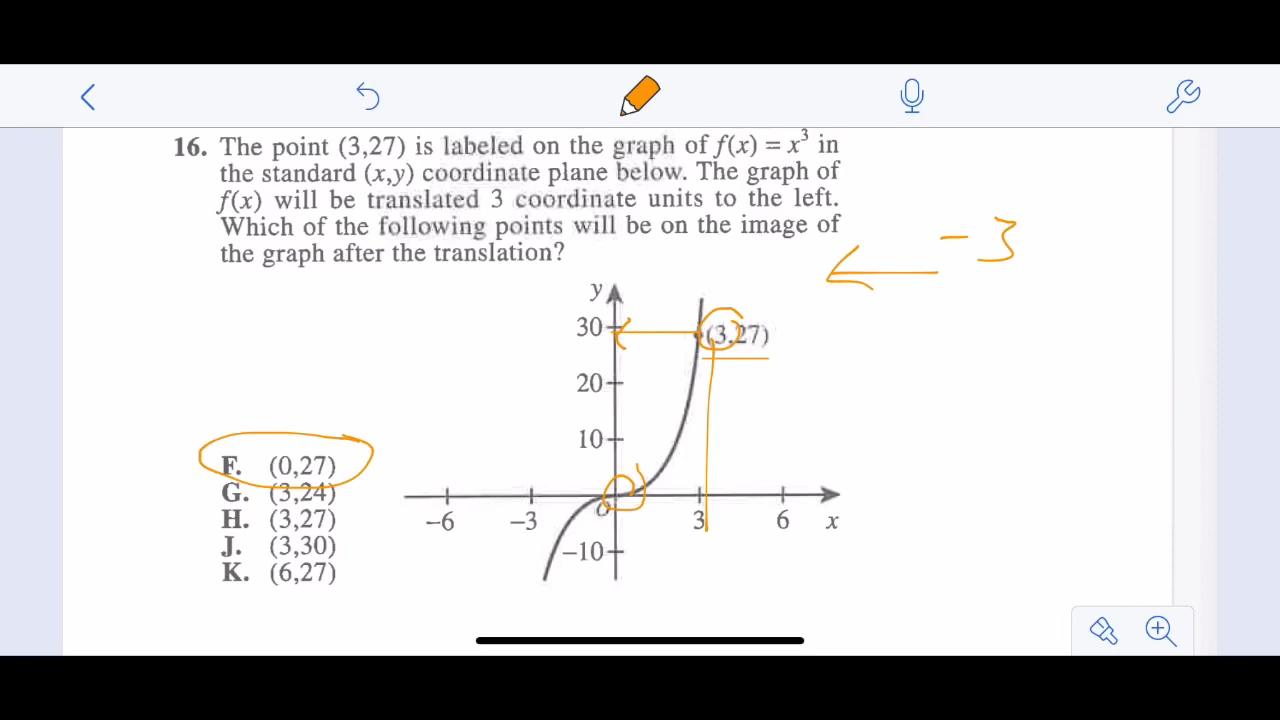 16. The point (3,27) is labeled on the graph of f(x) = x³ in
the standard (x,y) coordinate plane below. The graph of
f(x) will be translated 3 coordinate units to the left.
Which of the following points will be on the image of
the graph after the translation?
-3
y
30
(3,27)
20
10
F. (0,27)
G. (3,24)
H. (3,27)
J. (3,30)
K. (6,27)
-6 -3 O 3 6 x
-10